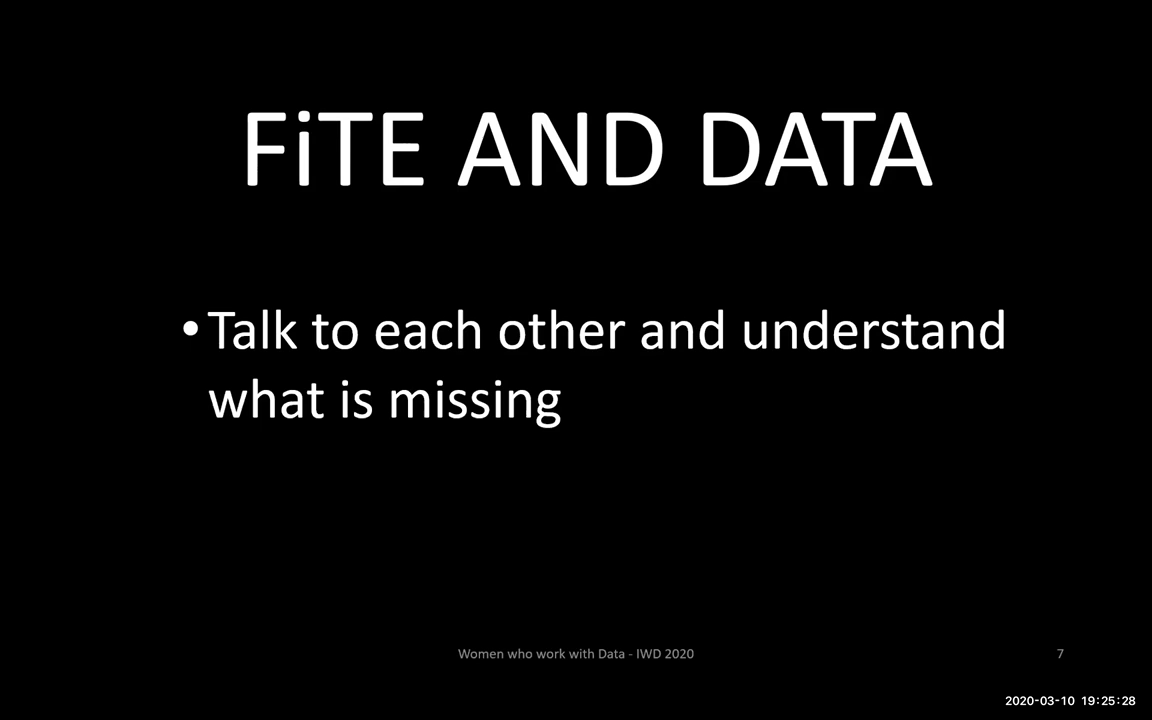 FiTE AND DATA
•Talk to each other and understand
what is missing
Women who work with Data - IWD 2020
7
2020-03-10 19:25:28